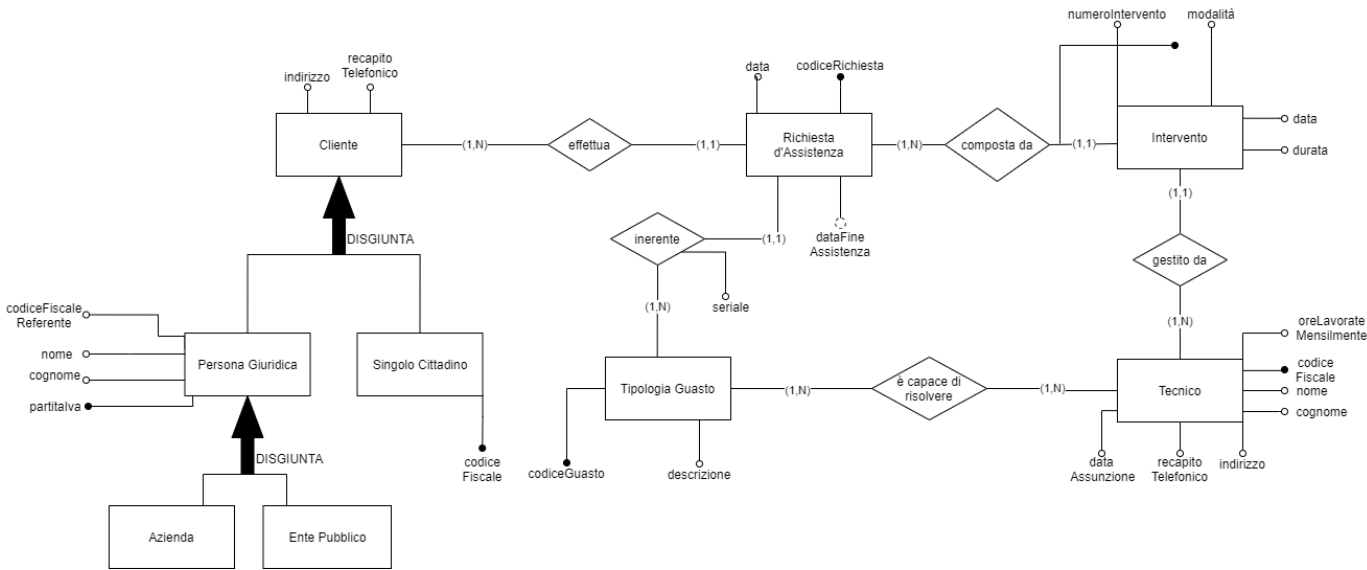 numeroIntervento
modalità
recapito
Telefonico
indirizzo
data
codiceRichiesta
Cliente
(1,N)
effettua
(1,1)
Richiesta
d'Assistenza
(1,N)
composta da
(1,1)
Intervento
data
durata
DISGIUNTA
inerente
(1,1)
dataFine
Assistenza
(1,1)
gestito da
seriale
(1,N)
(1,N)
codiceFiscale
Referente
nome
cognome
partitaIva
Persona Giuridica
Singolo Cittadino
codice
Fiscale
Tipologia Guasto
(1,N)
è capace di
risolvere
(1,N)
Tecnico
oreLavorate
Mensilmente
codice
Fiscale
nome
cognome
DISGIUNTA
codiceGuasto
descrizione
data
Assunzione
recapito
Telefonico
indirizzo
Azienda
Ente Pubblico